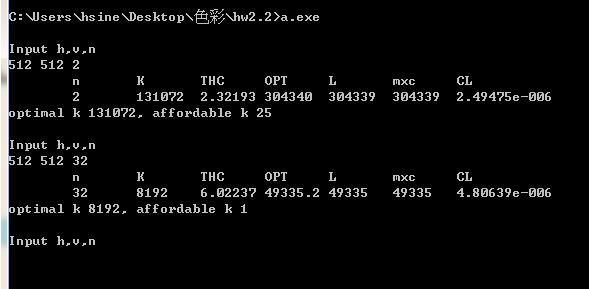 C:\Users\hsine\Desktop\色彩\hw2.2>a.exe
Input h,v,n
512 512 2
n K THC OPT L mxc CL
2 131072 2.32193 304340 304339 304339 2.49475e-006
optimal k 131072, affordable k 25
Input h,v,n
512 512 32
n K THC OPT L mxc CL
32 8192 6.02237 49335.2 49335 49335 4.80639e-006
optimal k 8192, affordable k 1
Input h,v,n